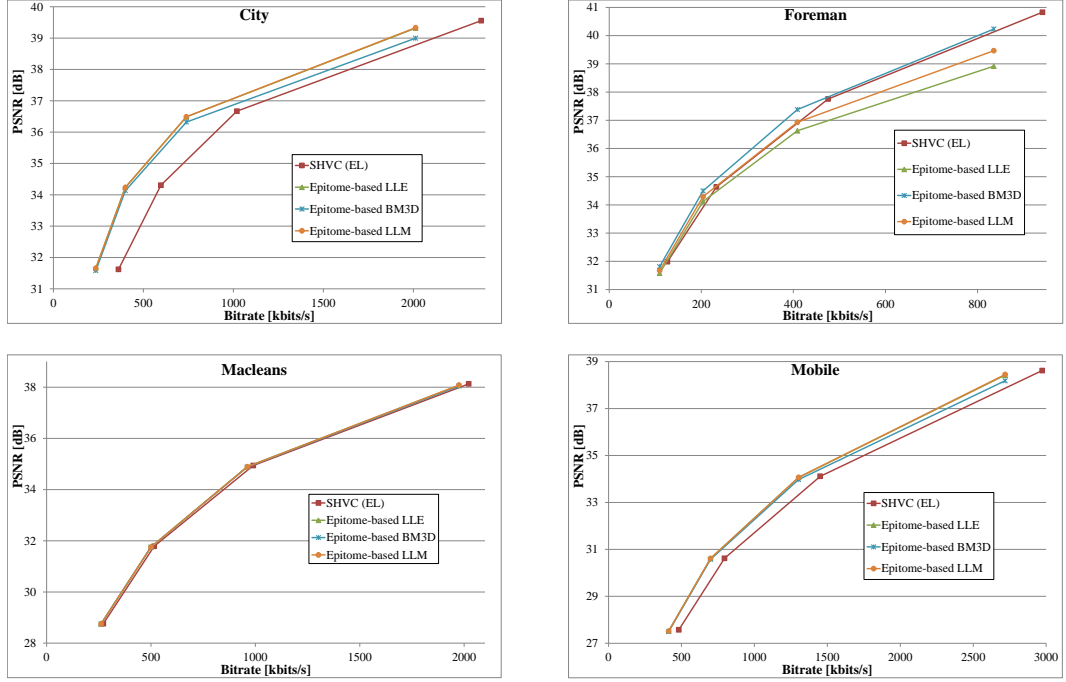 City
PSNR [dB]
40
39
38
37
36
35
34
33
32
31
0
500
1000
1500
2000
Bitrate [kbits/s]
SHVC (EL)
Epitome-based LLE
Epitome-based BM3D
Epitome-based LLM
Foreman
PSNR [dB]
41
40
39
38
37
36
35
34
33
32
31
0
200
400
600
800
Bitrate [kbits/s]
SHVC (EL)
Epitome-based LLE
Epitome-based BM3D
Epitome-based LLM
Macleans
PSNR [dB]
38
36
34
32
30
28
0
500
1000
1500
2000
Bitrate [kbits/s]
SHVC (EL)
Epitome-based LLE
Epitome-based BM3D
Epitome-based LLM
Mobile
PSNR [dB]
39
37
35
33
31
29
27
0
500
1000
1500
2000
2500
3000
Bitrate [kbits/s]
SHVC (EL)
Epitome-based LLE
Epitome-based BM3D
Epitome-based LLM